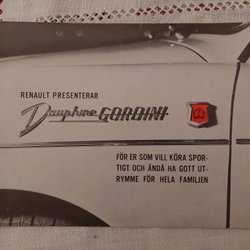 RENAULT PRESENTERAR
Dauphine GORDINI
FÖR ER SOM VILL KÖRA SPOR-
TIGT OCH ÄNDÅ HA GOTT UT-
RYMME FÖR HELA FAMILJEN